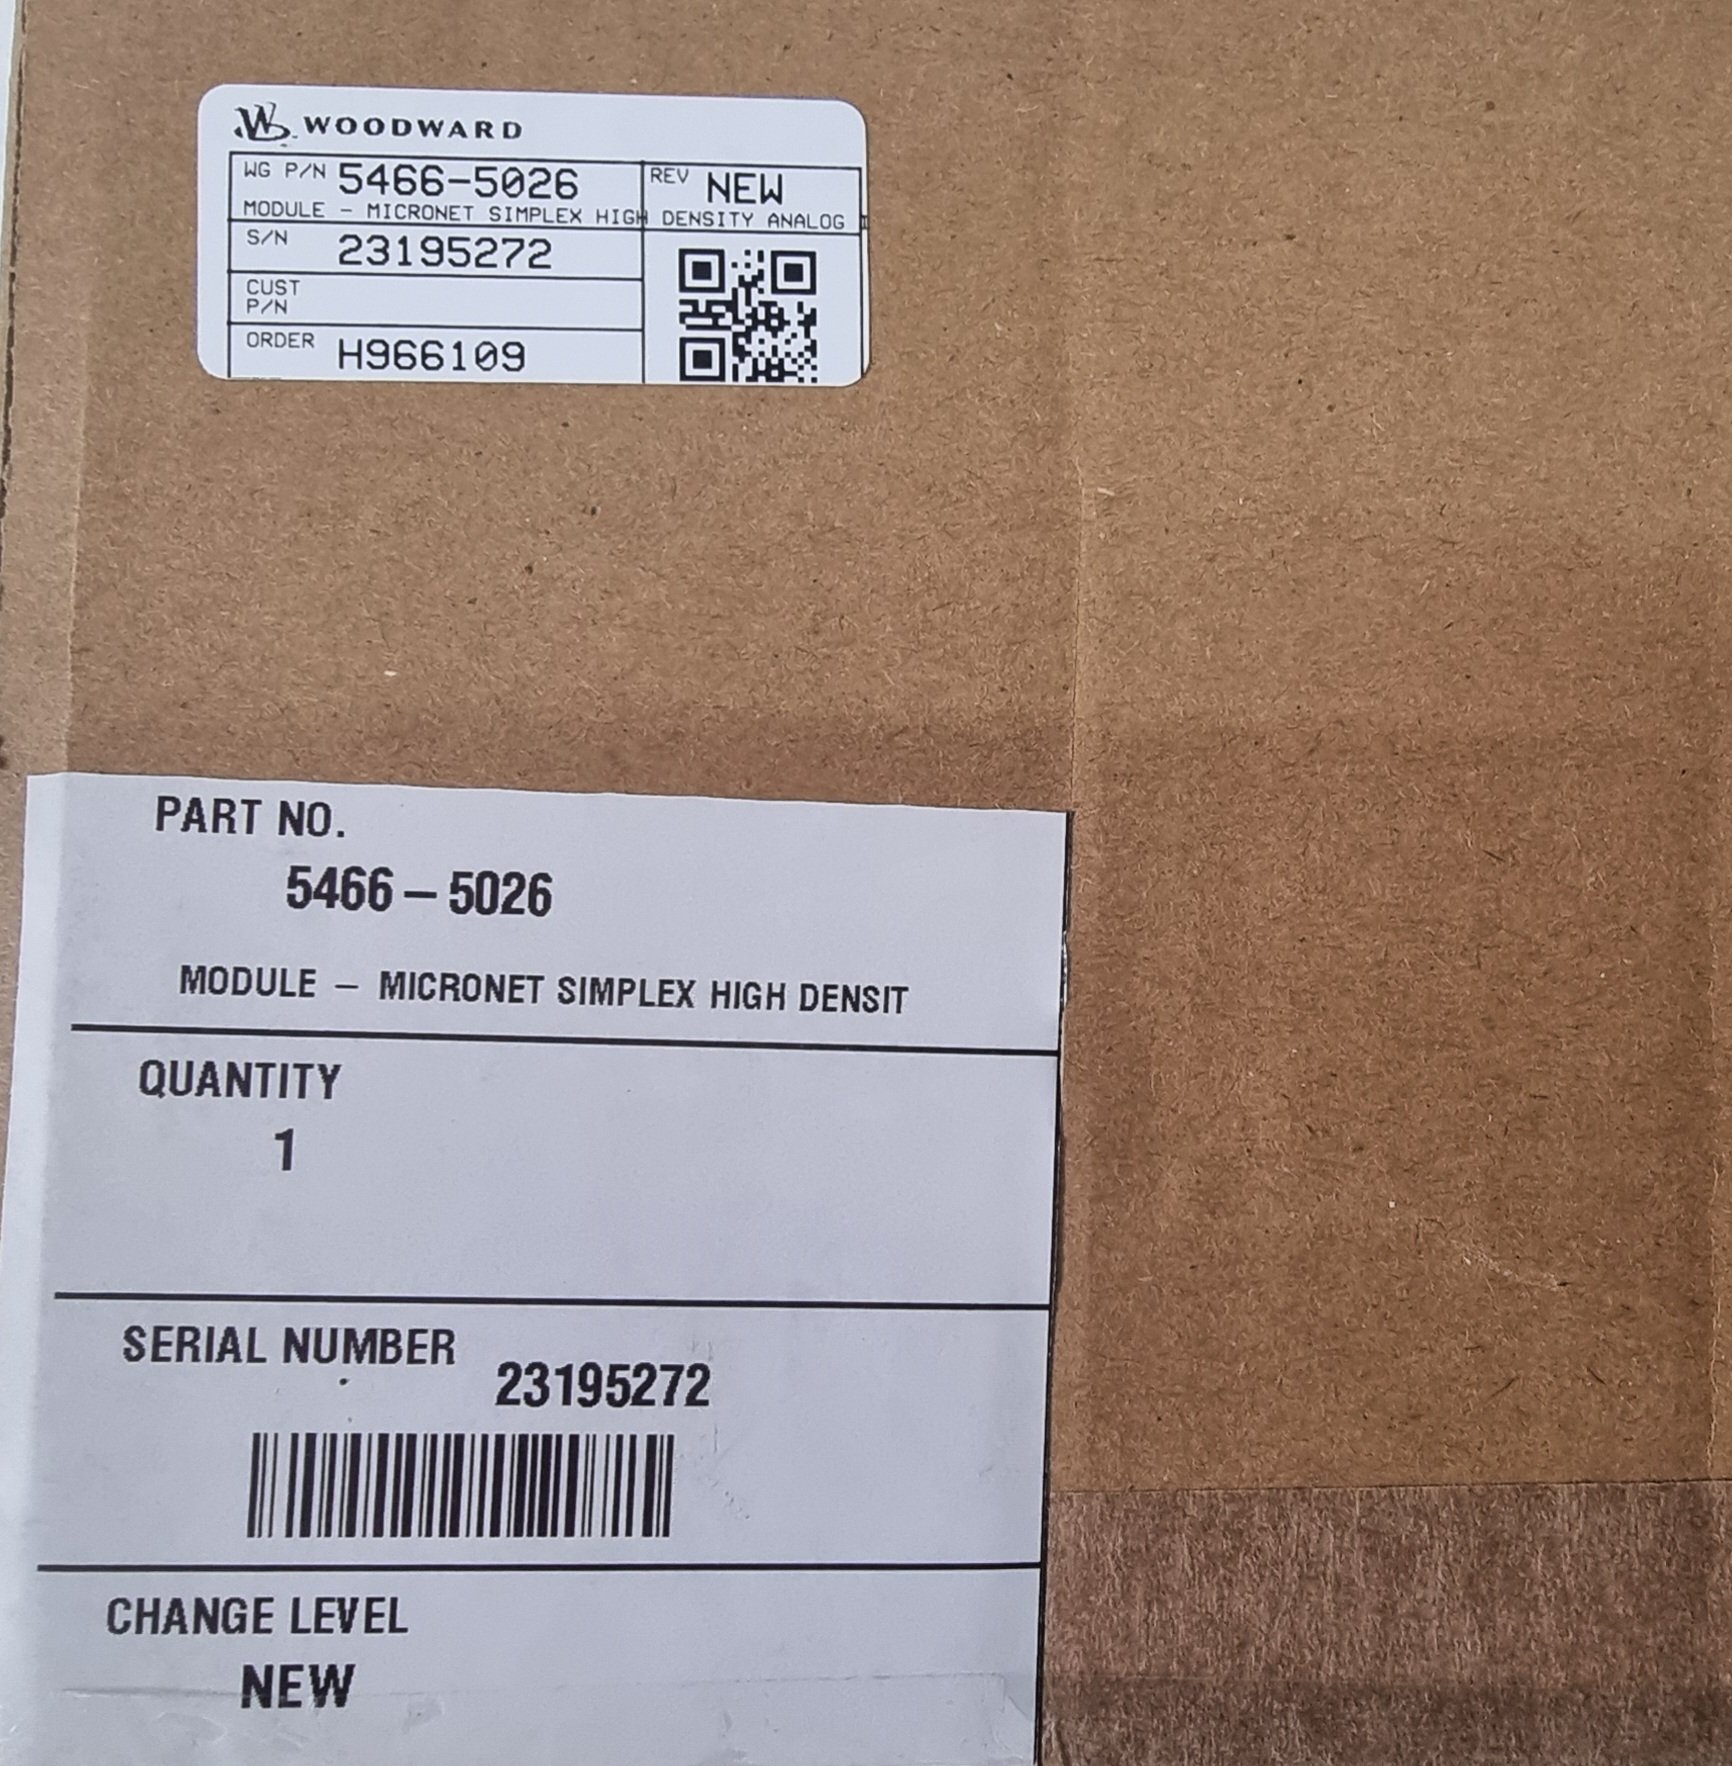 WOODWARD
WG P/N 5466-5026 REV NEW
MODULE - MICRONET SIMPLEX HIGH DENSITY ANALOG I
S/N 23195272
CUST
P/N
ORDER H966109
PART NO.
5466 – 5026
MODULE – MICRONET SIMPLEX HIGH DENSIT
QUANTITY
1
SERIAL NUMBER 23195272
CHANGE LEVEL
NEW